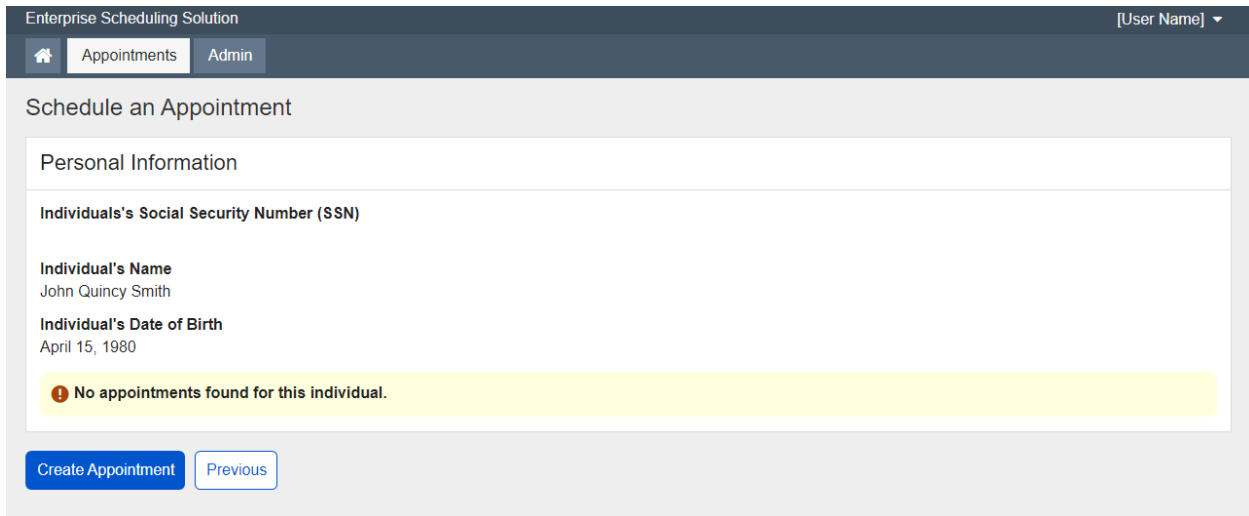 Enterprise Scheduling Solution
[User Name]
Appointments
Admin
Schedule an Appointment
Personal Information
Individuals's Social Security Number (SSN)
Individual's Name
John Quincy Smith
Individual's Date of Birth
April 15, 1980
No appointments found for this individual.
Create Appointment
Previous